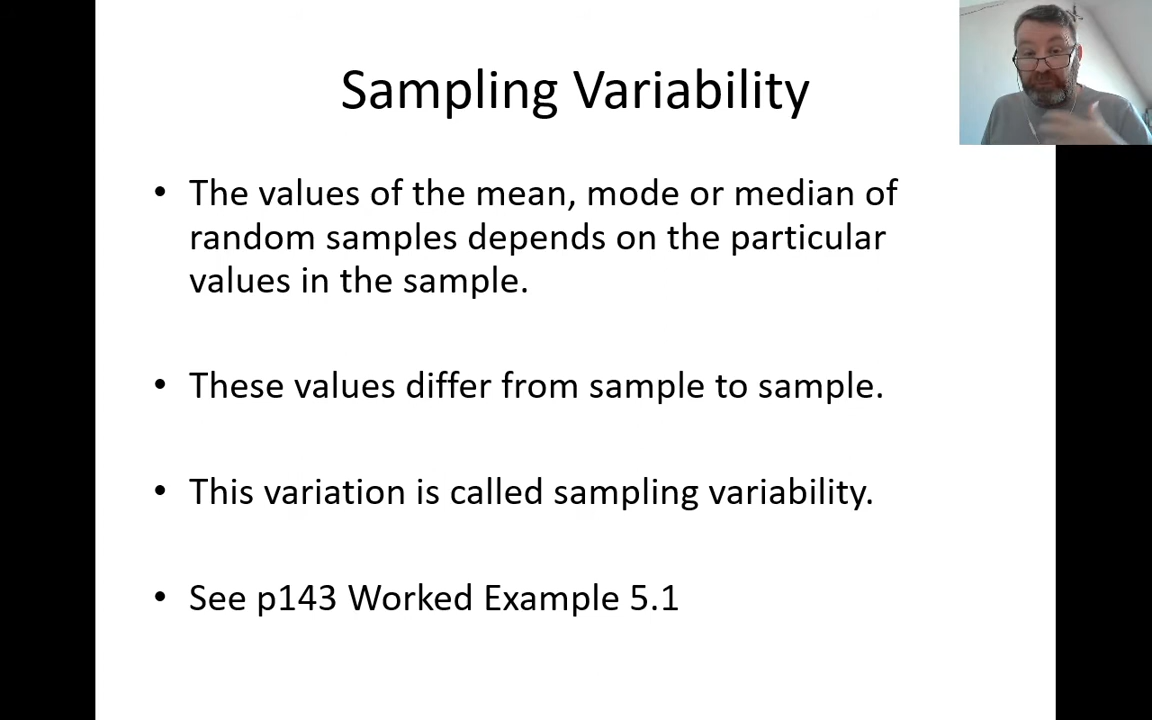 Sampling Variability
• The values of the mean, mode or median of
random samples depends on the particular
values in the sample.
• These values differ from sample to sample.
• This variation is called sampling variability.
• See p143 Worked Example 5.1